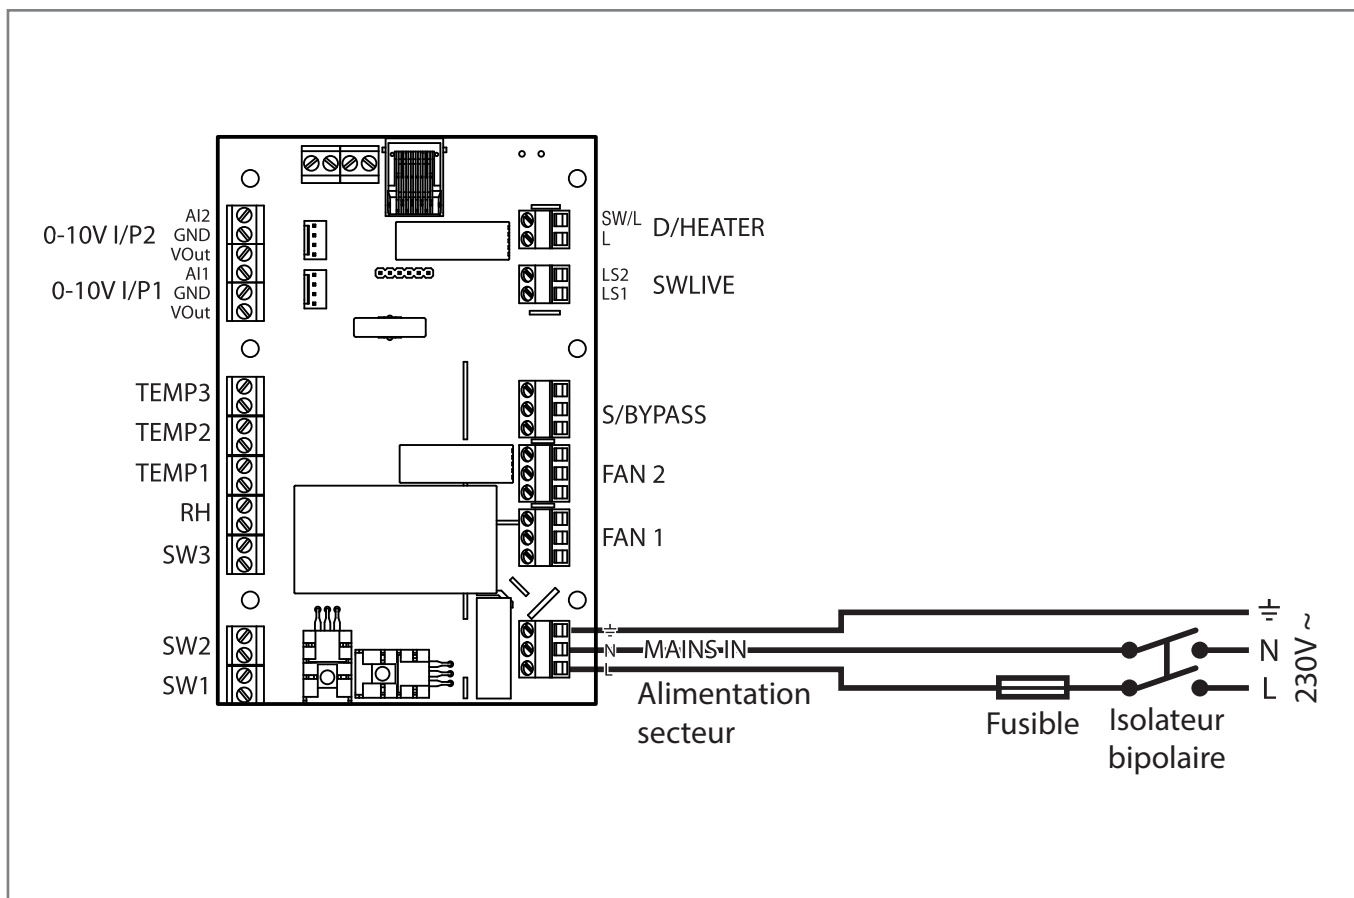 AI2
0-10V I/P2 GND
VOut
AI1
0-10V I/P1 GND
VOut
TEMP3
TEMP2
TEMP1
RH
SW3
SW2
SW1
SW/L
L
D/HEATER
LS2
LS1
SWLIVE
S/BYPASS
FAN 2
FAN 1
N
L
MAINS IN
Alimentation
secteur
Fusible
Isolateur
bipolaire
N
L
230V ~